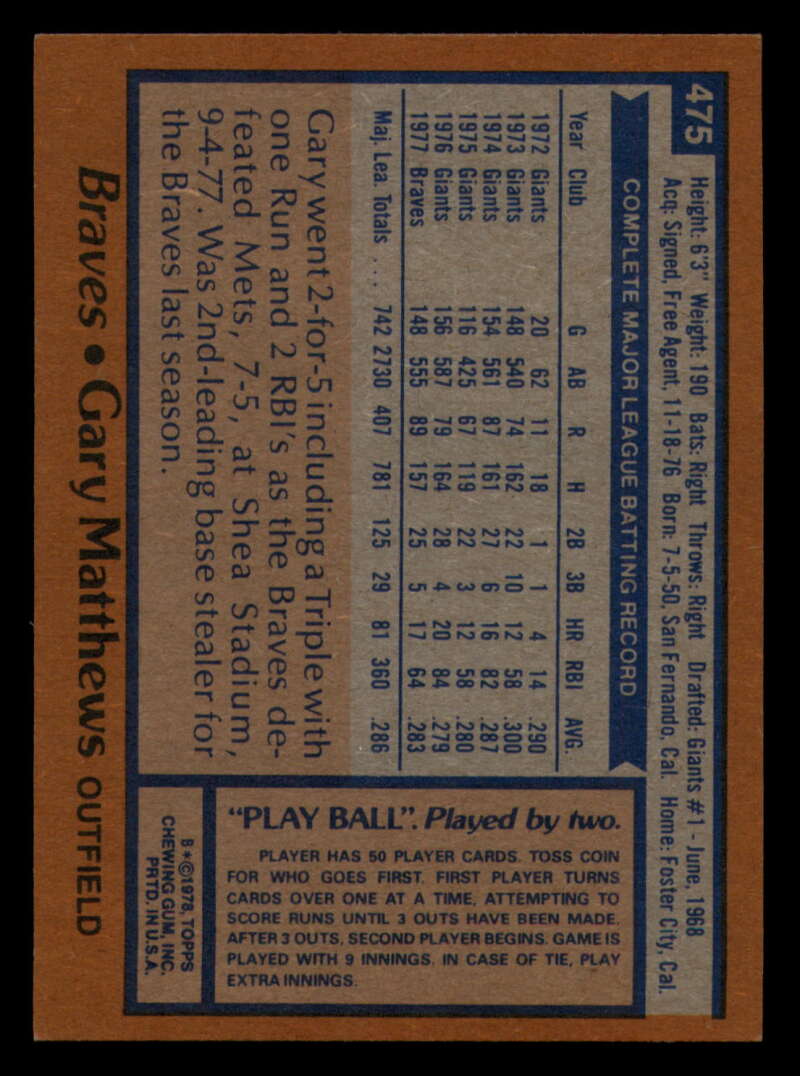 475
Height: 6'3" Weight: 190 Bats: Right Throws: Right Drafted: Giants #1 - June, 1968
Acq: Signed, Free Agent, 11-18-76 Born: 7-5-50, San Fernando, Cal. Home: Foster City, Cal.
COMPLETE MAJOR LEAGUE BATTING RECORD
Year Club G AB R H 2B 3B HR RBI AVG.
1972 Giants 20 62 11 18 1 1 4 14 .290
1973 Giants 148 540 74 162 22 10 12 58 .300
1974 Giants 154 561 87 161 27 6 16 82 .287
1975 Giants 116 425 67 119 22 3 12 58 .280
1976 Giants 156 587 79 164 28 4 20 84 .279
1977 Braves 148 555 89 157 25 5 17 64 .283
Maj. Lea. Totals . . . 742 2730 407 781 125 29 81 360 .286
Gary went 2-for-5 including a Triple with
one Run and 2 RBI's as the Braves de-
feated Mets, 7-5, at Shea Stadium,
9-4-77. Was 2nd-leading base stealer for
the Braves last season.
Braves • Gary Matthews OUTFIELD
"PLAY BALL". Played by two.
PLAYER HAS 50 PLAYER CARDS. TOSS COIN
FOR WHO GOES FIRST. FIRST PLAYER TURNS
CARDS OVER ONE AT A TIME, ATTEMPTING TO
SCORE RUNS UNTIL 3 OUTS HAVE BEEN MADE.
AFTER 3 OUTS, SECOND PLAYER BEGINS. GAME IS
PLAYED WITH 9 INNINGS. IN CASE OF TIE, PLAY
EXTRA INNINGS.
B*©1978, TOPPS
CHEWING GUM, INC.
PRTD. IN U.S.A.